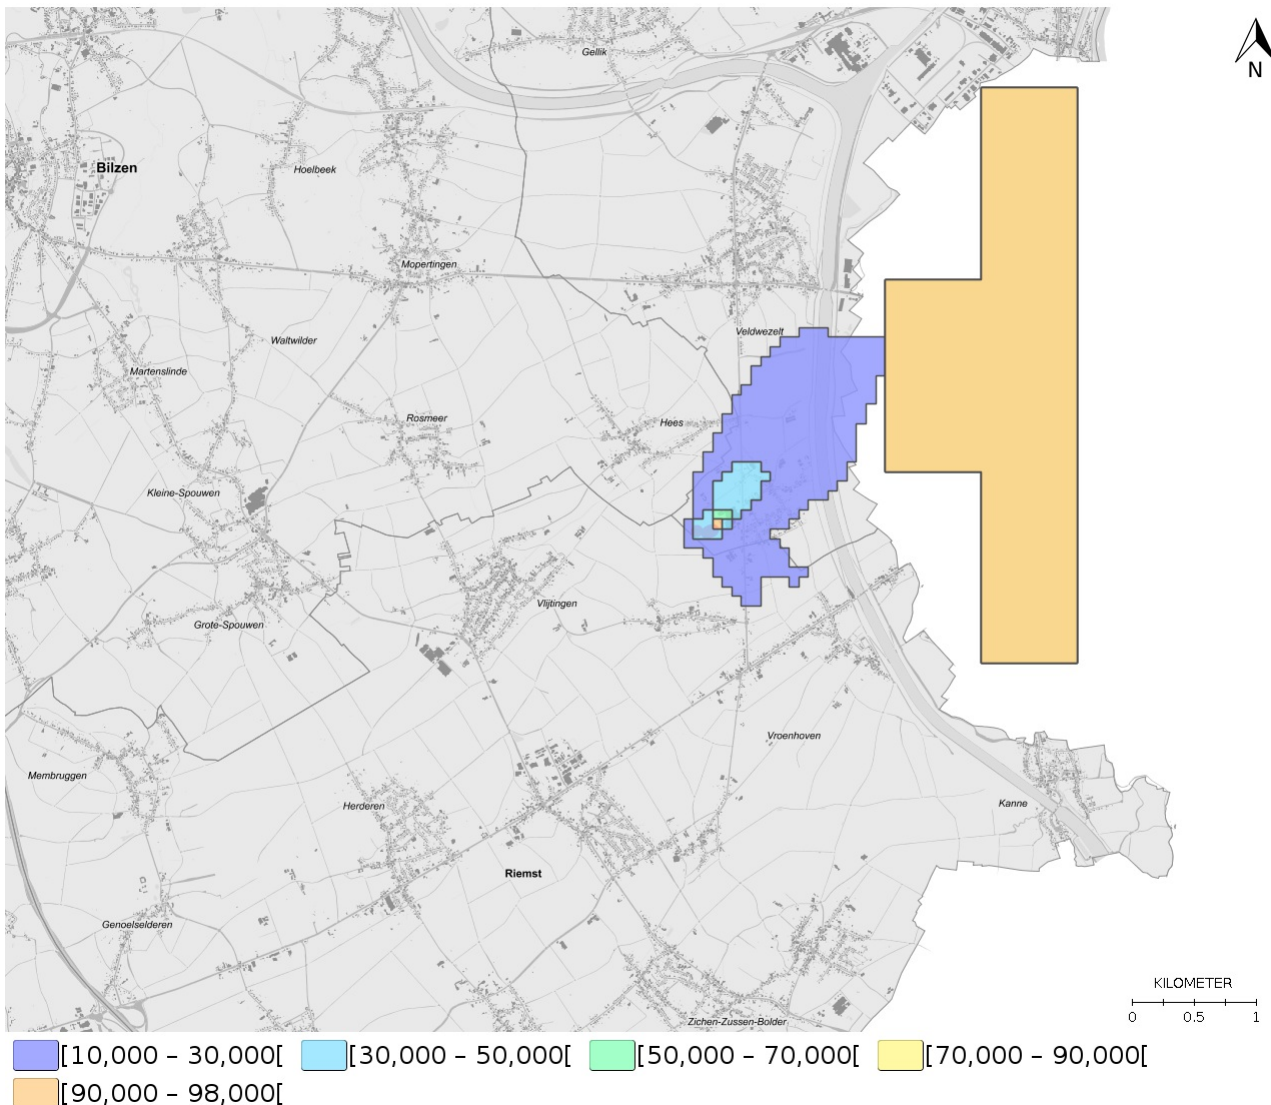 Gellik
N
Bilzen
Hoelbeek
Mopertingen
Veldwezelt
Waltwilder
Martenslinde
Rosmeer
Hees
Kleine-Spouwen
Vlijtingen
Grote-Spouwen
Vroenhoven
Membruggen
Herderen
Kanne
Riemst
Genoelselderen
KILOMETER
0 0.5 1
Zichen-Zussen-Bolder
[10,000 – 30,000[ [30,000 – 50,000[ [50,000 – 70,000[ [70,000 – 90,000[
[90,000 – 98,000[